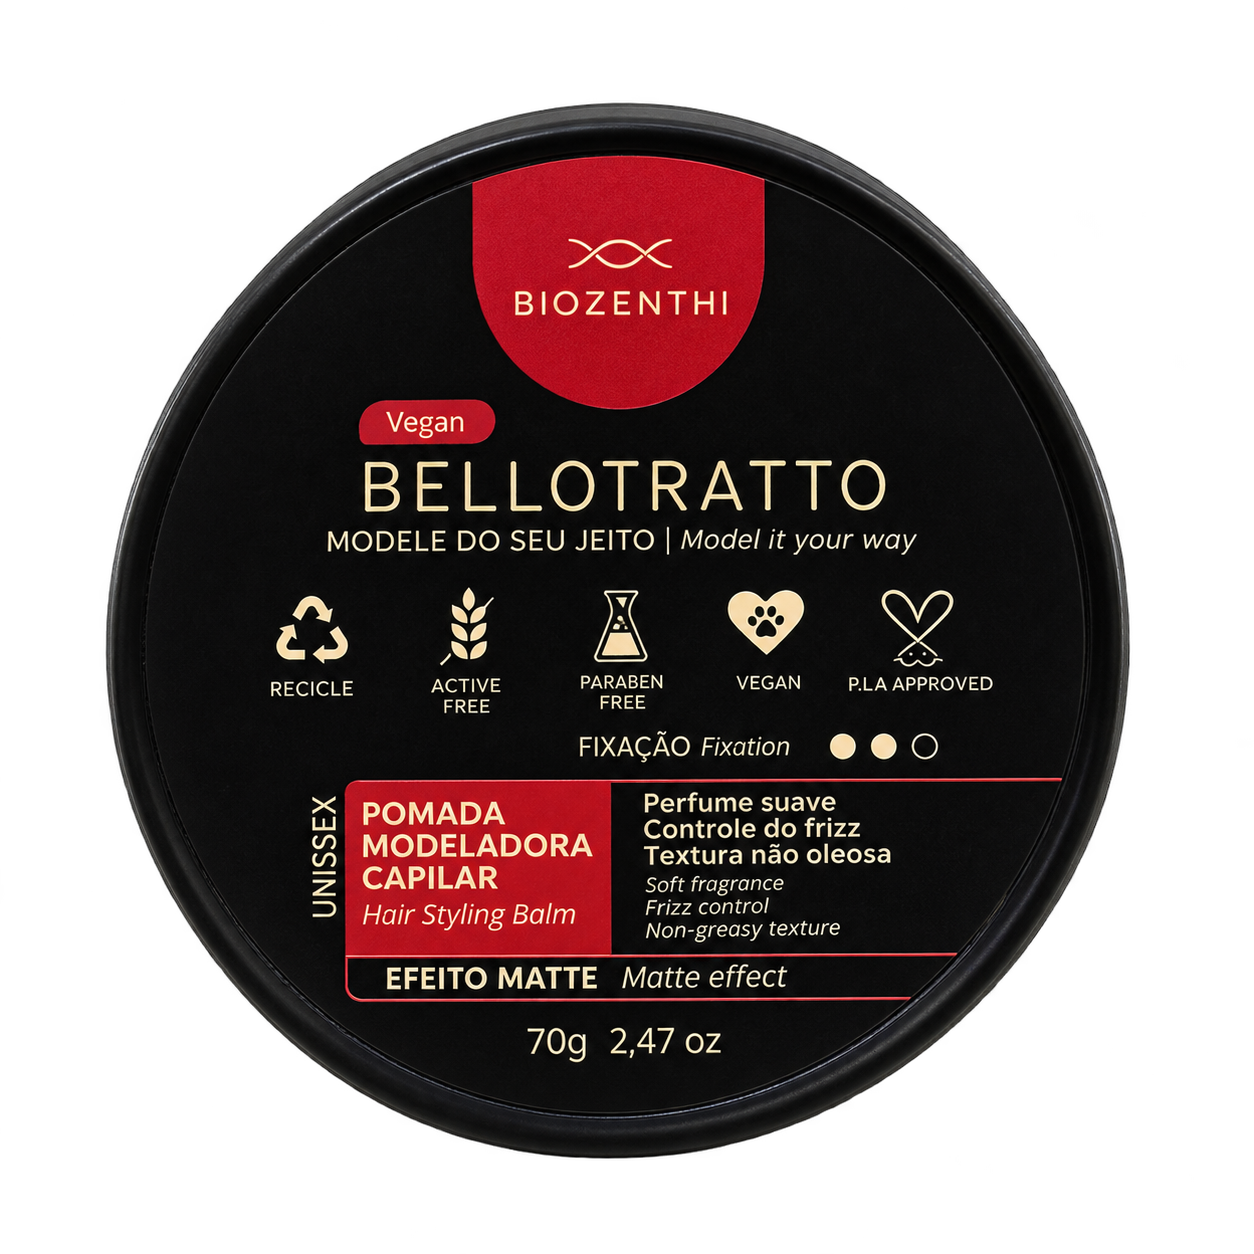 BIOZENTHI
Vegan
BELLOTRATTO
MODELE DO SEU JEITO | Model it your way
RECICLE
ACTIVE
FREE
PARABEN
FREE
VEGAN
P.LA APPROVED
FIXAÇÃO Fixation
UNISSEX
POMADA
MODELADORA
CAPILAR
Hair Styling Balm
Perfume suave
Controle do frizz
Textura não oleosa
Soft fragrance
Frizz control
Non-greasy texture
EFEITO MATTE Matte effect
70g 2,47 oz